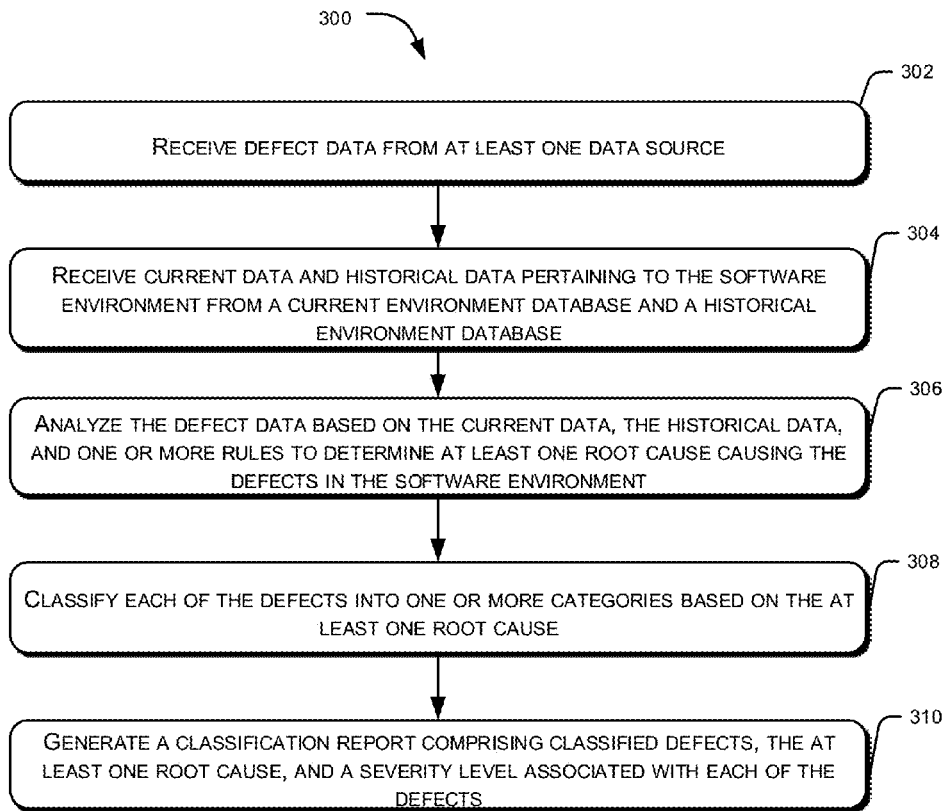 300
302
RECEIVE DEFECT DATA FROM AT LEAST ONE DATA SOURCE
304
RECEIVE CURRENT DATA AND HISTORICAL DATA PERTAINING TO THE SOFTWARE
ENVIRONMENT FROM A CURRENT ENVIRONMENT DATABASE AND A HISTORICAL
ENVIRONMENT DATABASE
306
ANALYZE THE DEFECT DATA BASED ON THE CURRENT DATA, THE HISTORICAL DATA,
AND ONE OR MORE RULES TO DETERMINE AT LEAST ONE ROOT CAUSE CAUSING THE
DEFECTS IN THE SOFTWARE ENVIRONMENT
308
CLASSIFY EACH OF THE DEFECTS INTO ONE OR MORE CATEGORIES BASED ON THE AT
LEAST ONE ROOT CAUSE
310
GENERATE A CLASSIFICATION REPORT COMPRISING CLASSIFIED DEFECTS, THE AT
LEAST ONE ROOT CAUSE, AND A SEVERITY LEVEL ASSOCIATED WITH EACH OF THE
DEFECTS